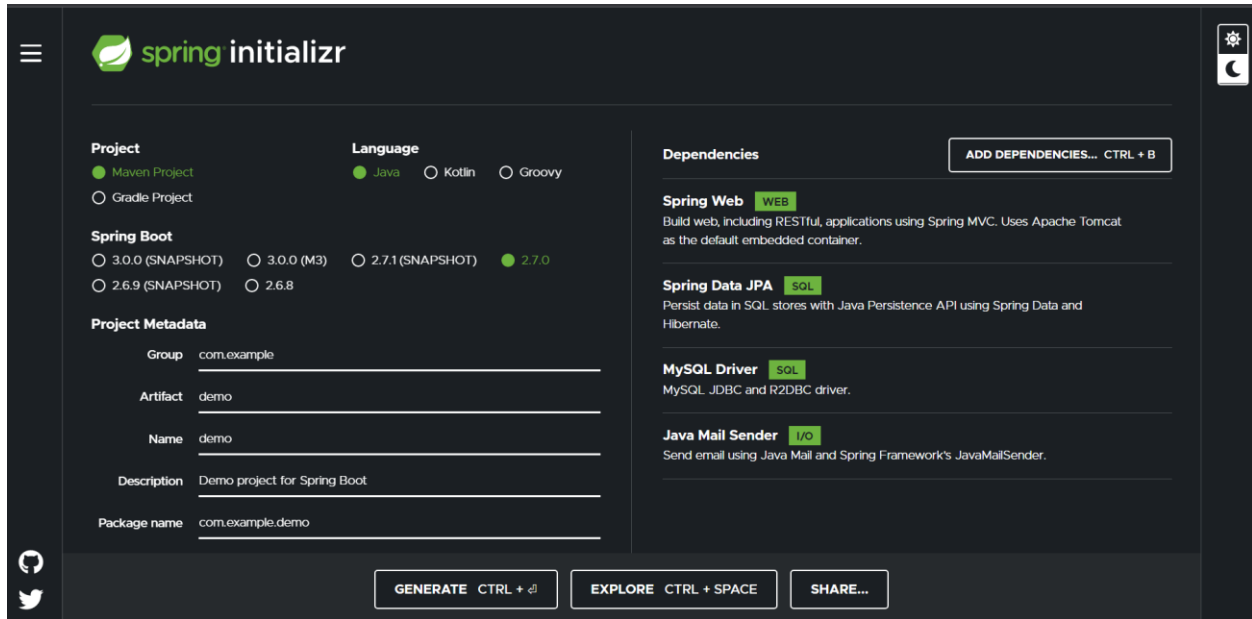 spring initializr
Project
Maven Project
Gradle Project
Language
Java Kotlin Groovy
Spring Boot
3.0.0 (SNAPSHOT) 3.0.0 (M3) 2.7.1 (SNAPSHOT) 2.7.0
2.6.9 (SNAPSHOT) 2.6.8
Project Metadata
Group com.example
Artifact demo
Name demo
Description Demo project for Spring Boot
Package name com.example.demo
Dependencies
ADD DEPENDENCIES... CTRL + B
Spring Web WEB
Build web, including RESTful, applications using Spring MVC. Uses Apache Tomcat
as the default embedded container.
Spring Data JPA SQL
Persist data in SQL stores with Java Persistence API using Spring Data and
Hibernate.
MySQL Driver SQL
MySQL JDBC and R2DBC driver.
Java Mail Sender I/O
Send email using Java Mail and Spring Framework's JavaMailSender.
GENERATE CTRL + ⏎
EXPLORE CTRL + SPACE
SHARE...